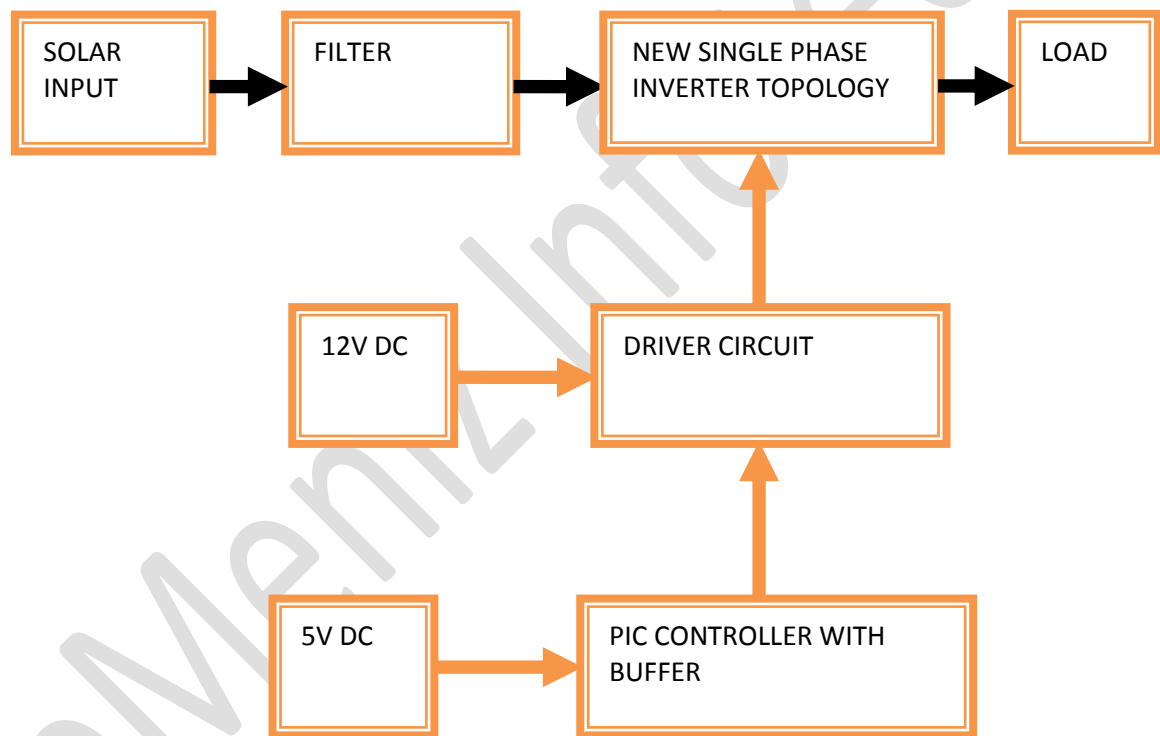 SOLAR
INPUT
FILTER
NEW SINGLE PHASE
INVERTER TOPOLOGY
LOAD
12V DC
DRIVER CIRCUIT
5V DC
PIC CONTROLLER WITH
BUFFER